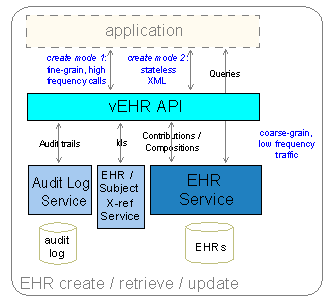 application
create mode 1:
fine-grain, high
frequency calls
create mode 2:
stateless
XML
Queries
vEHR API
coarse-grain,
low frequency
traffic
Audit trails
Ids
Contributions /
Compositions
Audit Log
Service
EHR /
Subject
X-ref
Service
EHR
Service
audit
log
EHRs
EHR create / retrieve / update